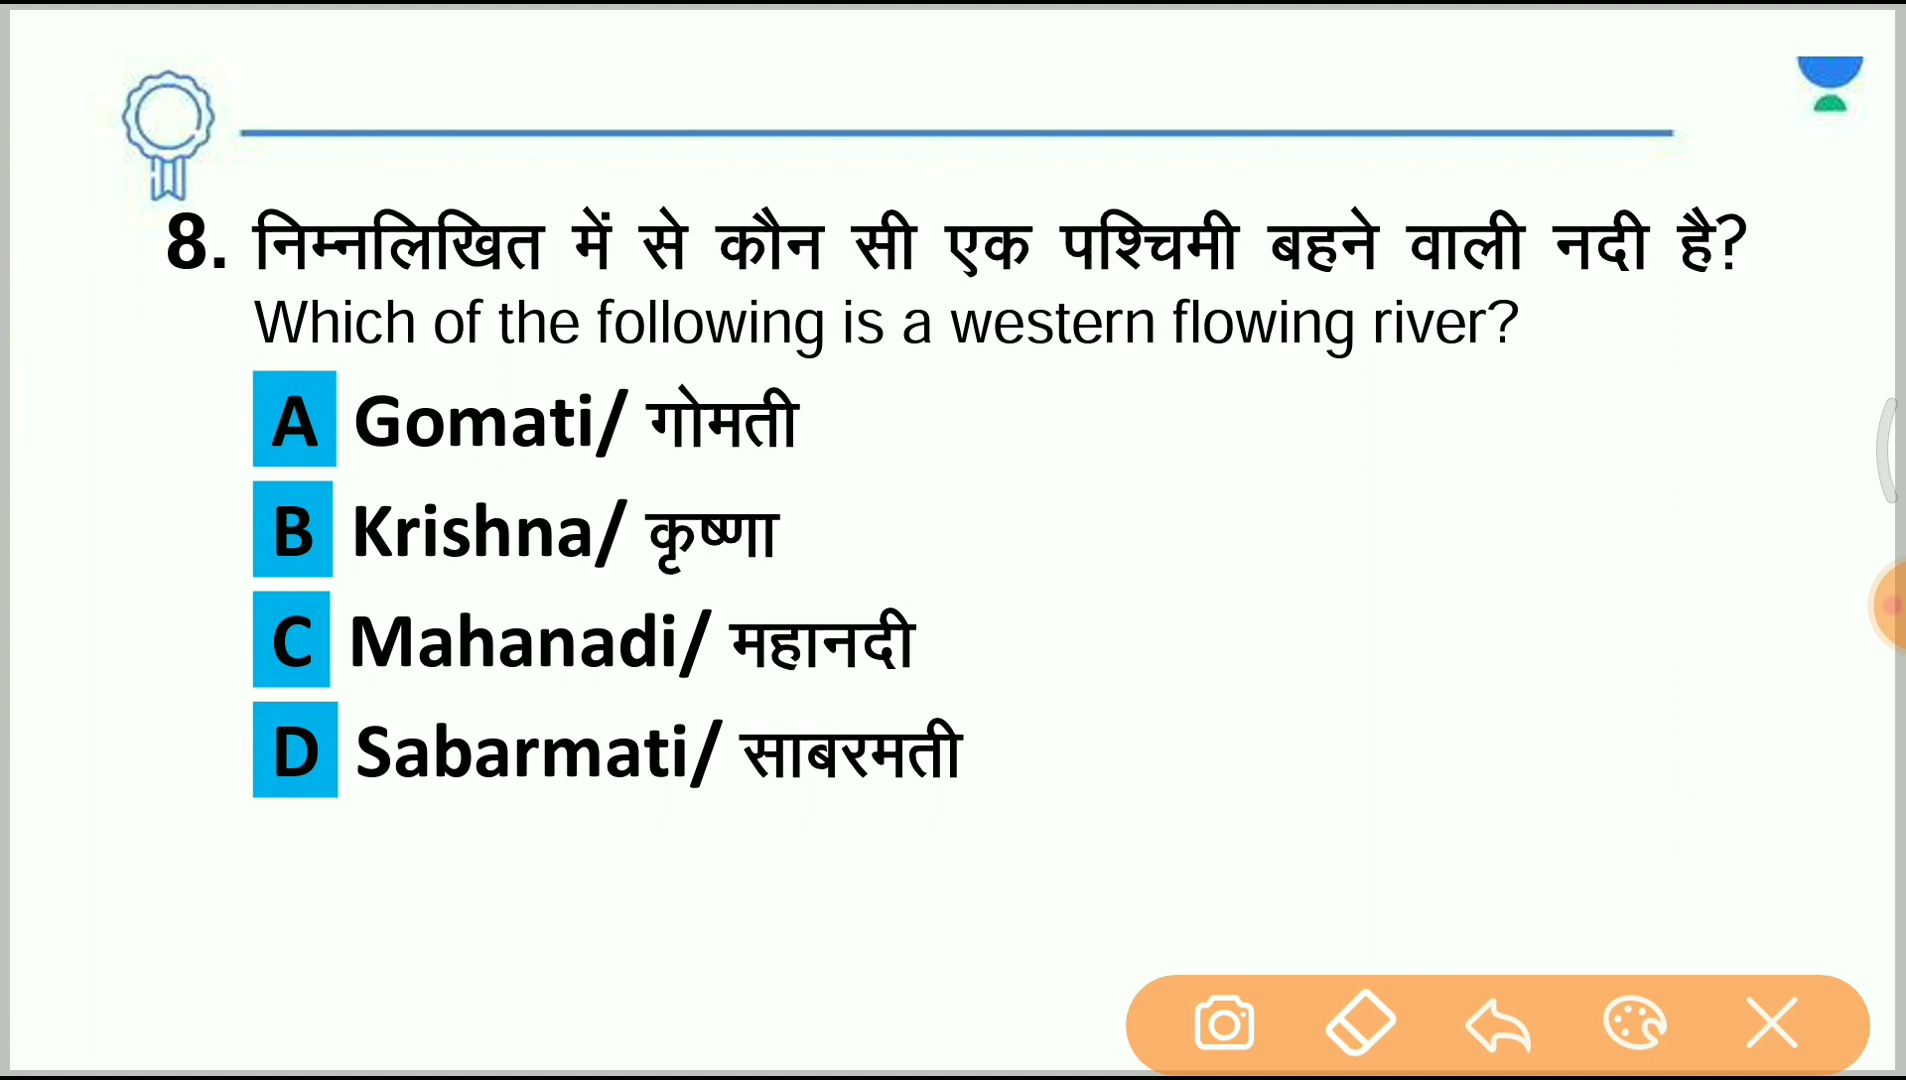 8. निम्नलिखित में से कौन सी एक पश्चिमी बहने वाली नदी है?
Which of the following is a western flowing river?
A Gomati/ गोमती
B Krishna/ कृष्णा
C Mahanadi/ महानदी
D Sabarmati/ साबरमती